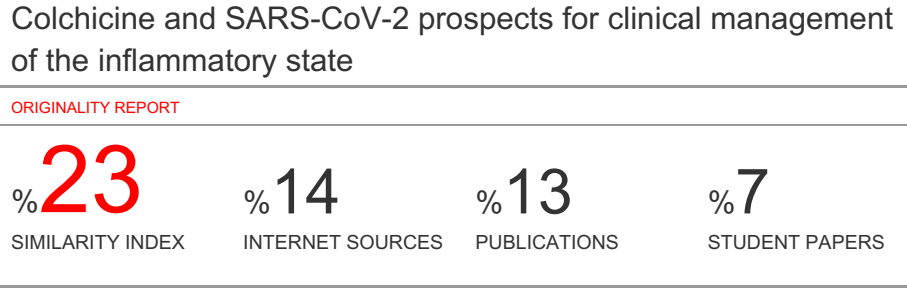 Colchicine and SARS-CoV-2 prospects for clinical management
of the inflammatory state
ORIGINALITY REPORT
%23 %14 %13 %7
SIMILARITY INDEX INTERNET SOURCES PUBLICATIONS STUDENT PAPERS